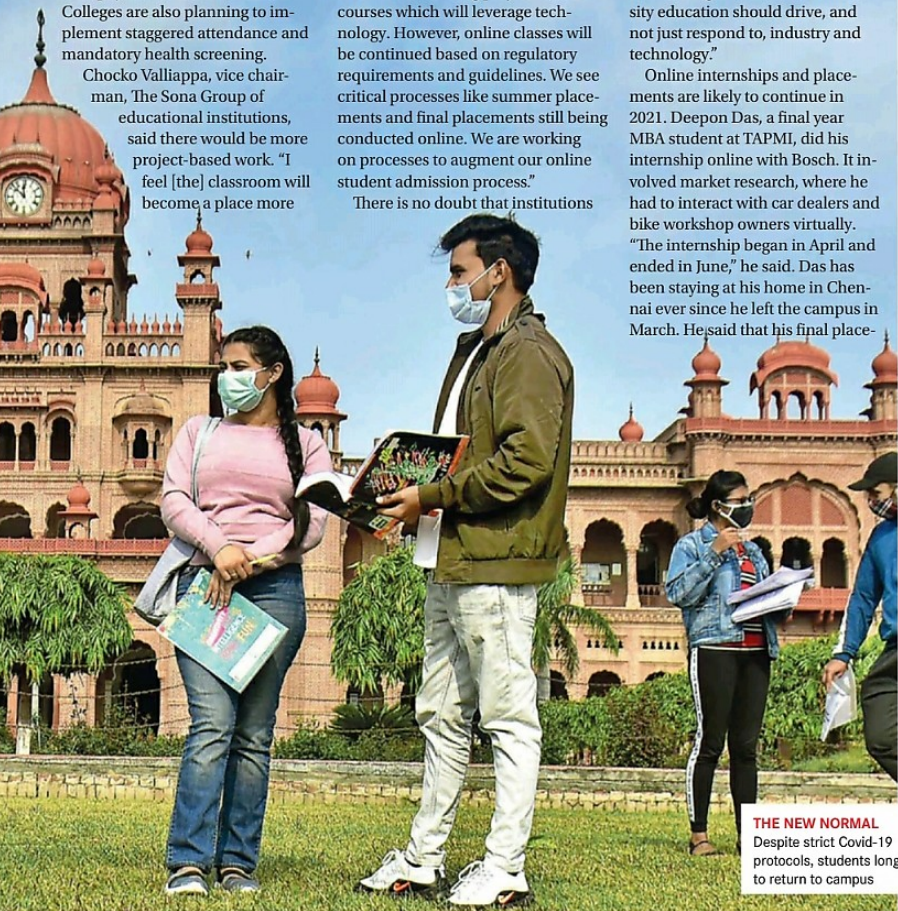 Colleges are also planning to im-
plement staggered attendance and
mandatory health screening.
Chocko Valliappa, vice chair-
man, The Sona Group of
educational institutions,
said there would be more
project-based work. “I
feel [the] classroom will
become a place more
courses which will leverage tech-
nology. However, online classes will
be continued based on regulatory
requirements and guidelines. We see
critical processes like summer place-
ments and final placements still being
conducted online. We are working
on processes to augment our online
student admission process.”
There is no doubt that institutions
sity education should drive, and
not just respond to, industry and
technology.”
Online internships and place-
ments are likely to continue in
2021. Deepon Das, a final year
MBA student at TAPMI, did his
internship online with Bosch. It in-
volved market research, where he
had to interact with car dealers and
bike workshop owners virtually.
“The internship began in April and
ended in June,” he said. Das has
been staying at his home in Chen-
nai ever since he left the campus in
March. He said that his final place-
FUN!
THE NEW NORMAL
Despite strict Covid-19
protocols, students long
to return to campus